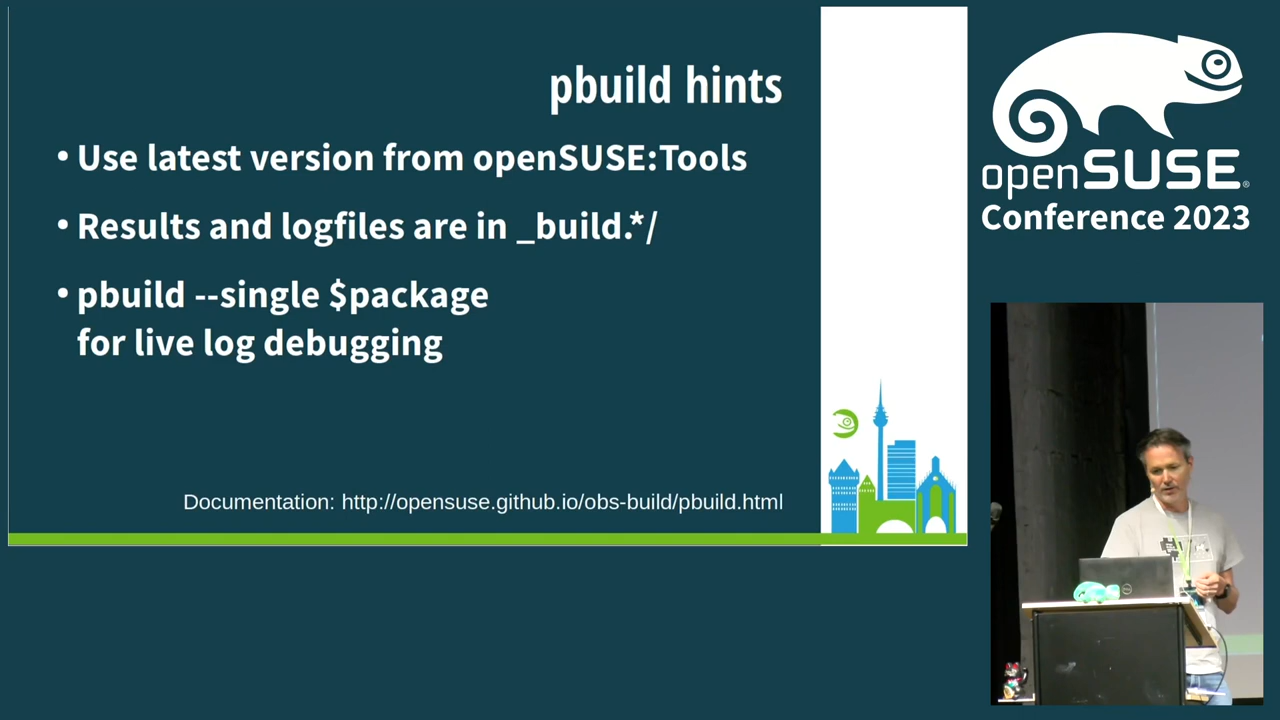 pbuild hints
• Use latest version from openSUSE:Tools
• Results and logfiles are in _build.*/
• pbuild --single $package
for live log debugging
Documentation: http://opensuse.github.io/obs-build/pbuild.html
openSUSE®
Conference 2023
DELL